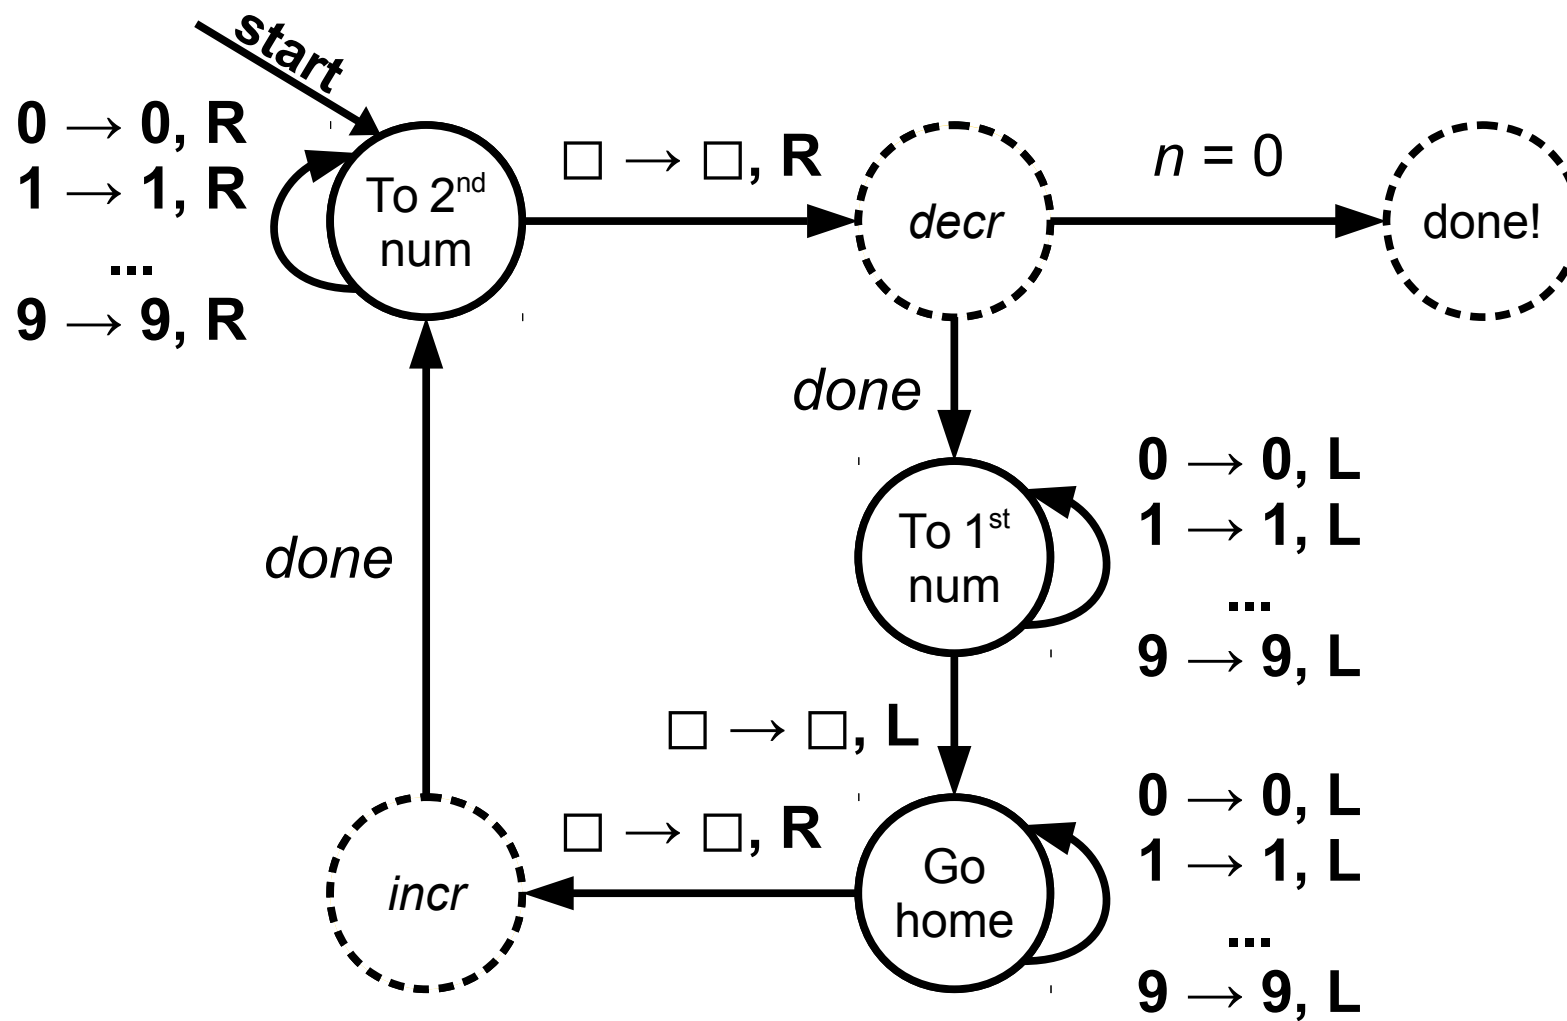 start
0 → 0, R
1 → 1, R
...
9 → 9, R
To 2nd
num
□ → □, R
decr
n = 0
done!
done
To 1st
num
0 → 0, L
1 → 1, L
...
9 → 9, L
□ → □, L
Go
home
0 → 0, L
1 → 1, L
...
9 → 9, L
□ → □, R
incr
done